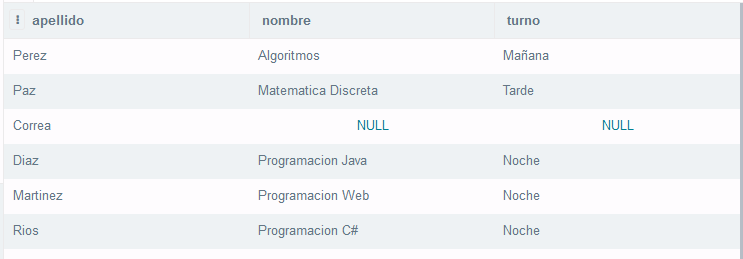 apellido nombre turno
Perez Algoritmos Mañana
Paz Matematica Discreta Tarde
Correa NULL NULL
Diaz Programacion Java Noche
Martinez Programacion Web Noche
Rios Programacion C# Noche